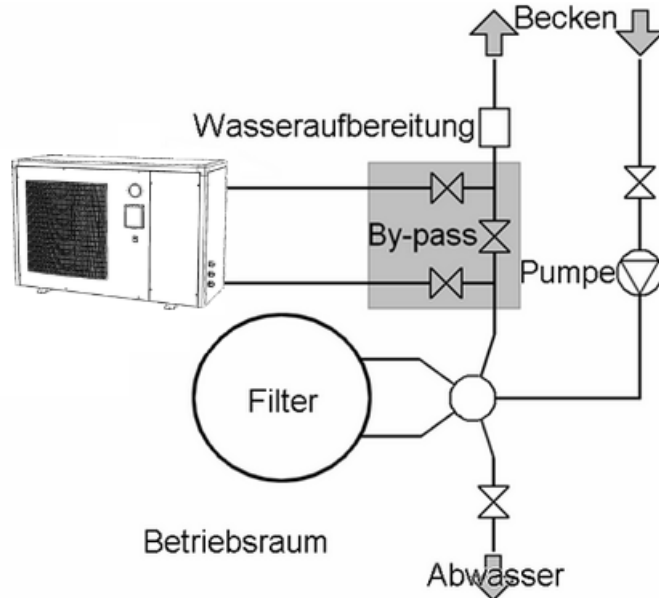 Becken
Wasseraufbereitung
By-pass
Pumpe
Filter
Betriebsraum
Abwasser